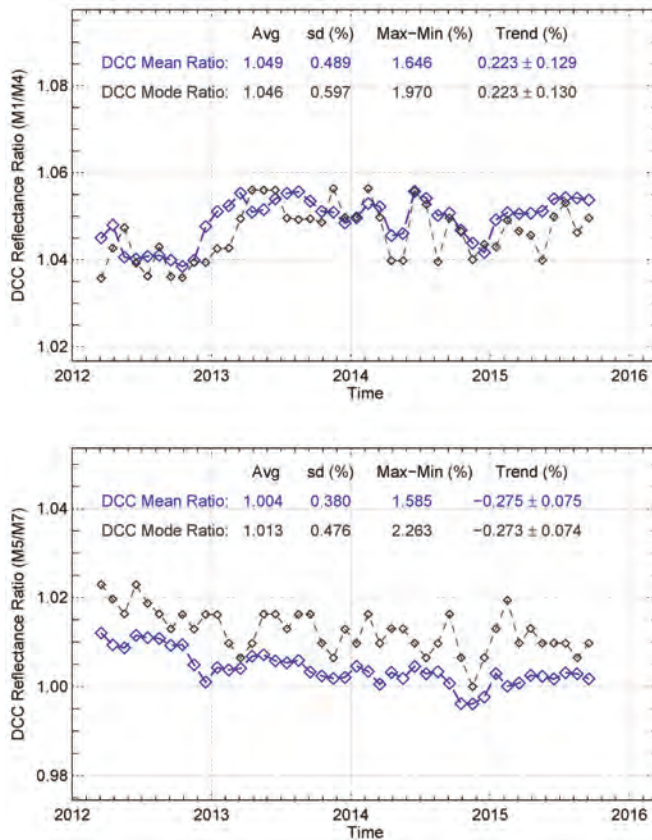 Avg sd (%) Max−Min (%) Trend (%)
DCC Mean Ratio: 1.049 0.489 1.646 0.223 ± 0.129
DCC Mode Ratio: 1.046 0.597 1.970 0.223 ± 0.130
DCC Reflectance Ratio (M1/M4)
1.08
1.06
1.04
1.02
2012 2013 2014 2015 2016
Time
Avg sd (%) Max−Min (%) Trend (%)
DCC Mean Ratio: 1.004 0.380 1.585 −0.275 ± 0.075
DCC Mode Ratio: 1.013 0.476 2.263 −0.273 ± 0.074
DCC Reflectance Ratio (M5/M7)
1.04
1.02
1.00
0.98
2012 2013 2014 2015 2016
Time